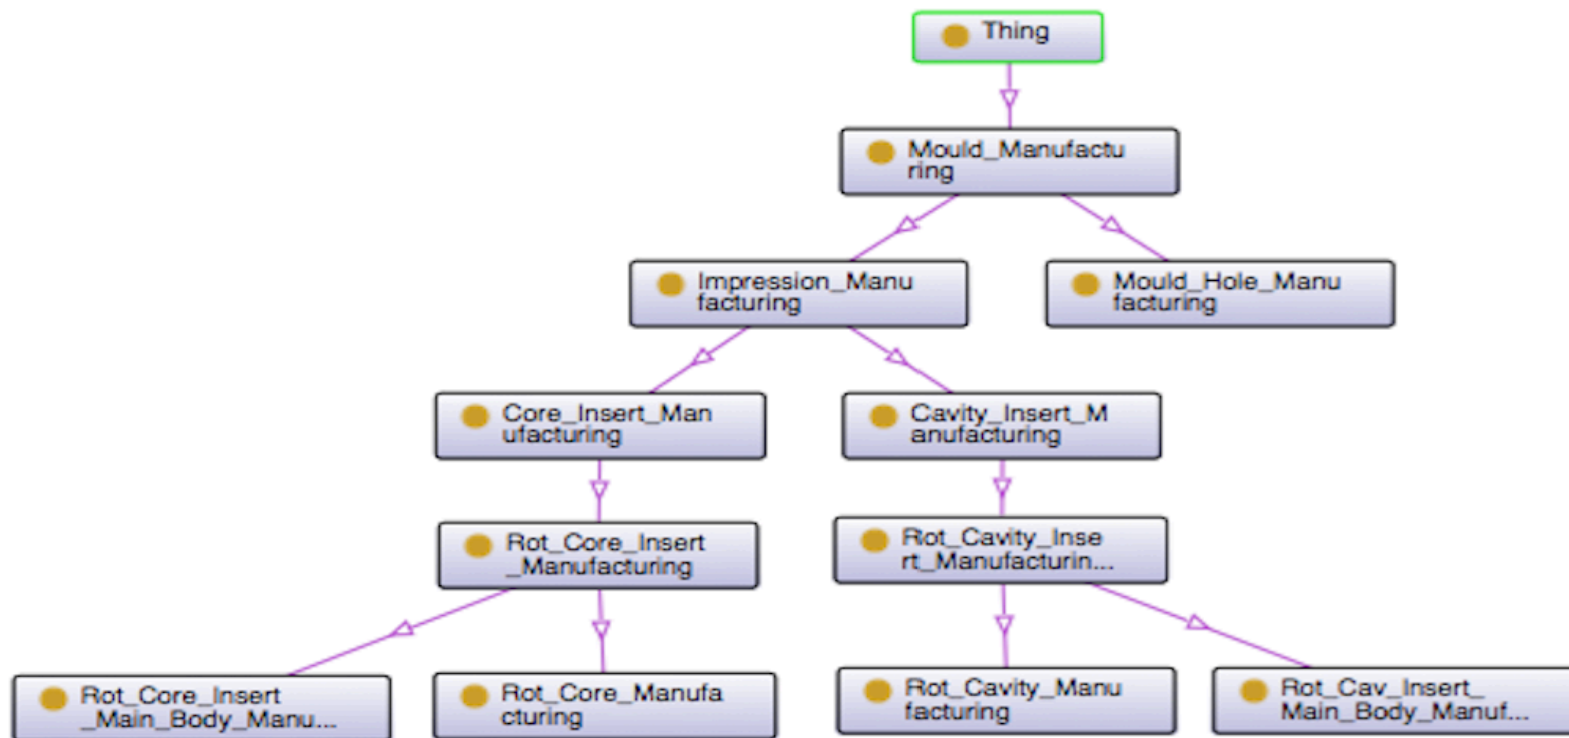 Thing
Mould_Manufactu
ring
Impression_Manu
facturing
Mould_Hole_Manu
facturing
Core_Insert_Man
ufacturing
Cavity_Insert_M
anufacturing
Rot_Core_Insert
_Manufacturing
Rot_Cavity_Inse
rt_Manufacturin...
Rot_Core_Insert
_Main_Body_Manu...
Rot_Core_Manufa
cturing
Rot_Cavity_Manu
facturing
Rot_Cav_Insert_
Main_Body_Manuf...